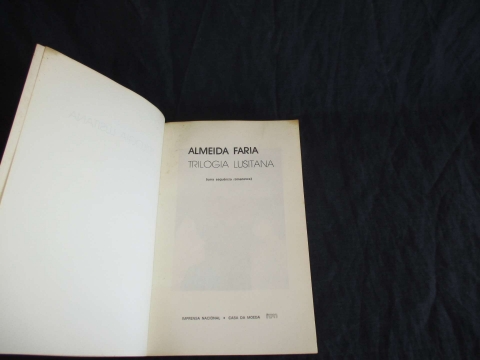 ALMEIDA FARIA
TRILOGIA LUSITANA
IMPRENSA NACIONAL • CASA DA MOEDA